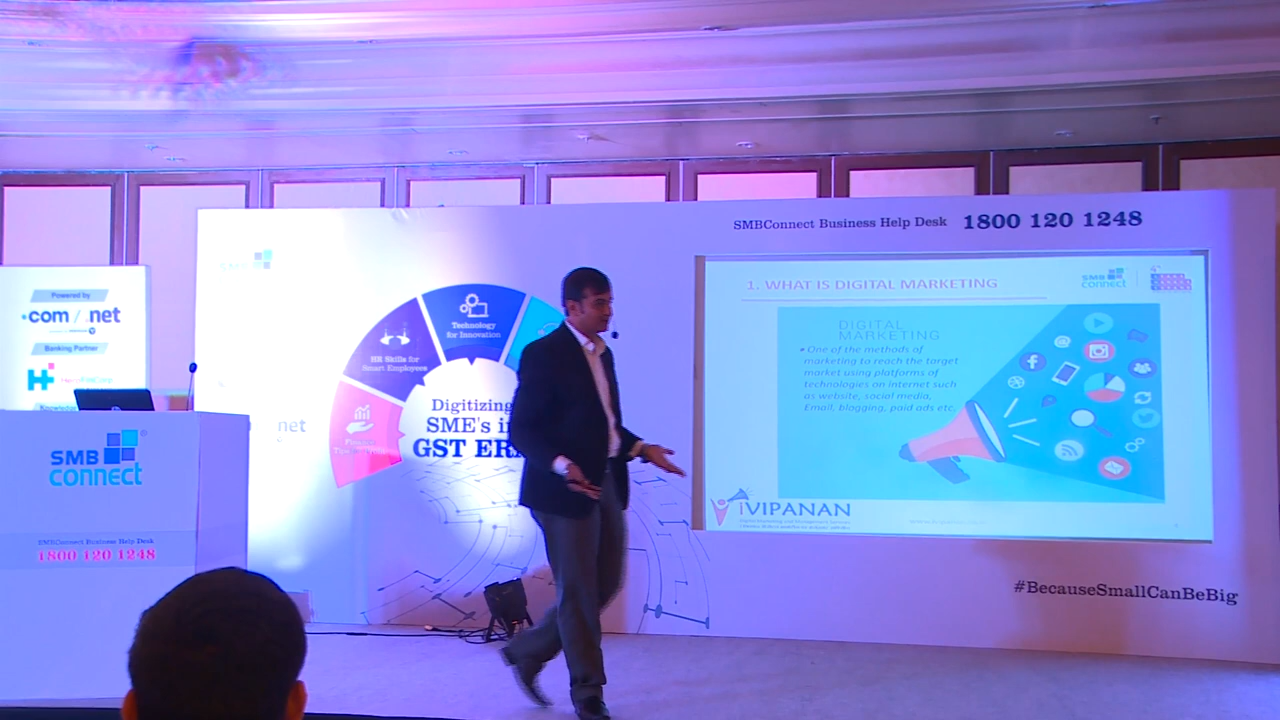 SMBConnect Business Help Desk 1800 120 1248
Powered by
.com / .net
Banking Partner
SMB
connect
SMBConnect Business Help Desk
1800 120 1248
net
Technology
for Innovation
HR Skills for
Smart Employees
Finance
Digitizing
SME's in
GST ER
1. WHAT IS DIGITAL MARKETING
SMB
connect
DIGITAL
MARKETING
• One of the methods of
marketing to reach the target
market using platforms of
technologies on internet such
as website, social media,
Email, blogging, paid ads etc,
iVIPANAN
#BecauseSmallCanBeBig